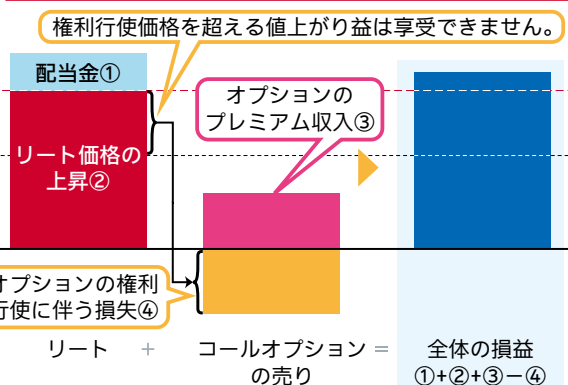 権利行使価格を超える値上がり益は享受できません。
配当金①
オプションの
プレミアム収入③
リート価格の
上昇②
オプションの権利
行使に伴う損失④
リート + コールオプション = 全体の損益
の売り ①+②+③－④